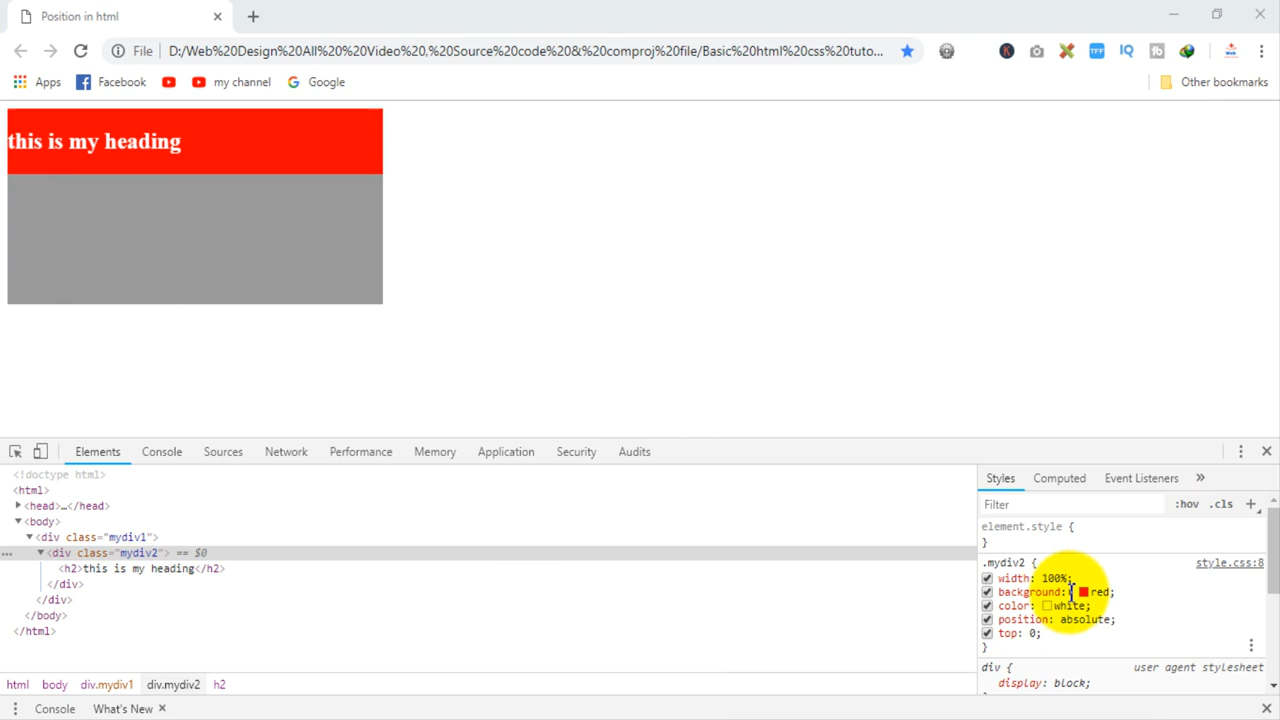 Position in html
File D:/Web%20Design%20All%20%20Video%20.%20Source%20code%20&%20comproj%20file/Basic%20html%20css%20tuto...
K TFF IQ
Apps Facebook my channel Google Other bookmarks
this is my heading
Elements Console Sources Network Performance Memory Application Security Audits
<!doctype html>
<html>
<head>…</head>
<body>
<div class="mydiv1">
<div class="mydiv2"> == $0
<h2>this is my heading</h2>
</div>
</div>
</body>
</html>
html body div.mydiv1 div.mydiv2 h2
Styles Computed Event Listeners »
Filter :hov .cls +
element.style {
}
.mydiv2 { style.css:8
width: 100%;
background: red;
color: white;
position: absolute;
top: 0;
}
div { user agent stylesheet
display: block;
Console What's New